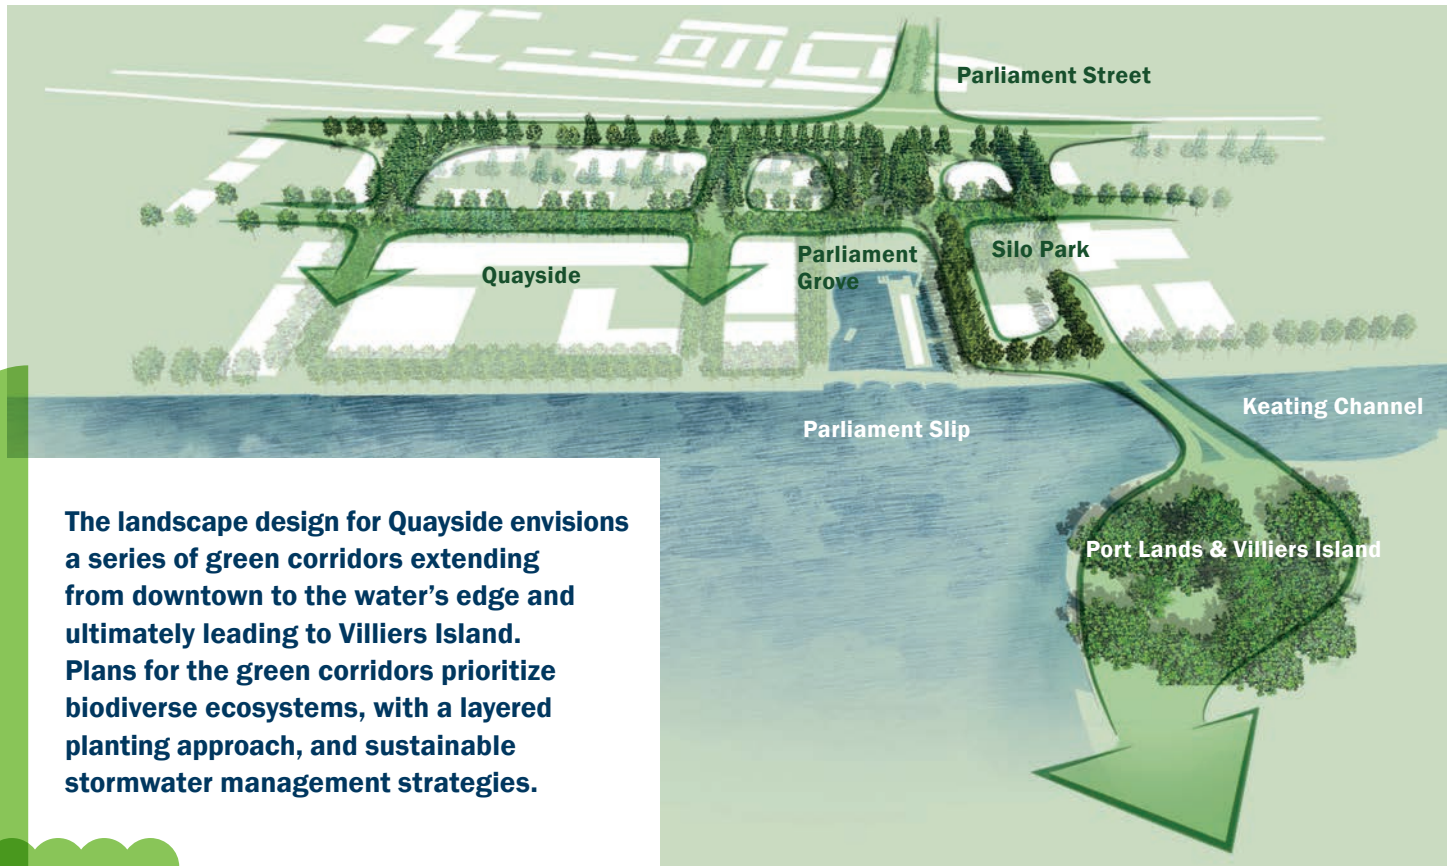 Parliament Street
Silo Park
Parliament
Grove
Quayside
Keating Channel
Parliament Slip
Port Lands & Villiers Island
The landscape design for Quayside envisions
a series of green corridors extending
from downtown to the water’s edge and
ultimately leading to Villiers Island.
Plans for the green corridors prioritize
biodiverse ecosystems, with a layered
planting approach, and sustainable
stormwater management strategies.